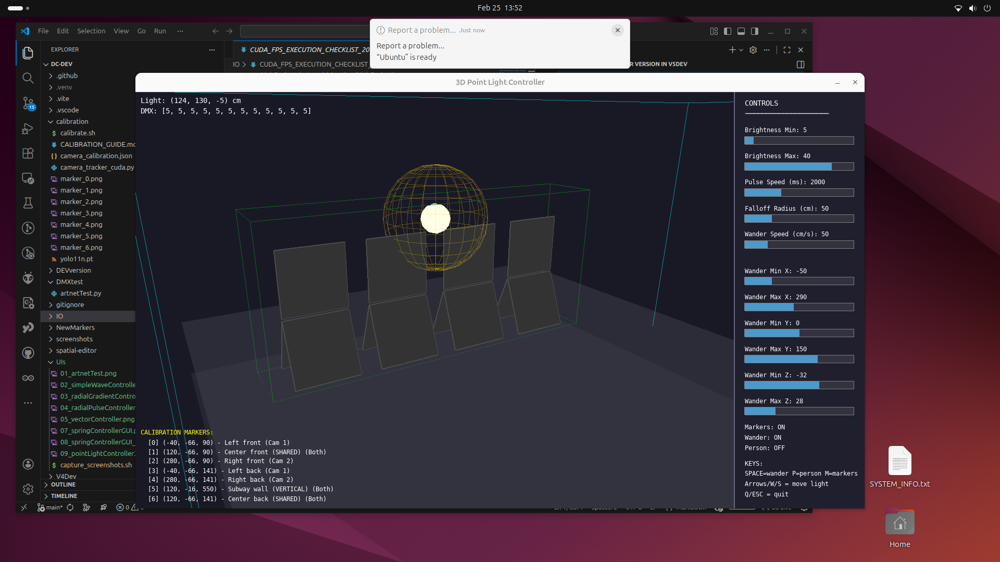 Feb 25 13:52
File Edit Selection View Go Run ···
Report a problem... Just now
Report a problem...
“Ubuntu” is ready
EXPLORER
DC-DEV
.github
.venv
.vite
.vscode
calibration
calibrate.sh
CALIBRATION_GUIDE.mc
camera_calibration.json
camera_tracker_cuda.py
marker_0.png
marker_1.png
marker_2.png
marker_3.png
marker_4.png
marker_5.png
marker_6.png
yolo11n.pt
DEVversion
DMXtest
artnetTest.py
gitignore
IO
NewMarkers
screenshots
spatial-editor
UIs
01_artnetTest.png
02_simpleWaveControlle
03_radialGradientContro
04_radialPulseController
05_vectorController.png
07_springControllerGUI.p
08_springControllerGUI_
09_pointLightController
capture_screenshots.sh
V4Dev
OUTLINE
TIMELINE
15
main*
0
CUDA_FPS_EXECUTION_CHECKLIST_20
IO > CUDA_FPS_EXECUTION_CHECKLIST_
R VERSION IN V5DEV
3D Point Light Controller
Light: (124, 130, -5) cm
DMX: [5, 5, 5, 5, 5, 5, 5, 5, 5, 5, 5, 5]
CALIBRATION MARKERS:
[0] (-40, -66, 90) - Left front (Cam 1)
[1] (120, -66, 90) - Center front (SHARED) (Both)
[2] (280, -66, 90) - Right front (Cam 2)
[3] (-40, -66, 141) - Left back (Cam 1)
[4] (280, -66, 141) - Right back (Cam 2)
[5] (120, -16, 550) - Subway wall (VERTICAL) (Both)
[6] (120, -66, 141) - Center back (SHARED) (Both)
CONTROLS
Brightness Min: 5
Brightness Max: 40
Pulse Speed (ms): 2000
Falloff Radius (cm): 50
Wander Speed (cm/s): 50
Wander Min X: -50
Wander Max X: 290
Wander Min Y: 0
Wander Max Y: 150
Wander Min Z: -32
Wander Max Z: 28
Markers: ON
Wander: ON
Person: OFF
KEYS:
SPACE=wander P=person M=markers
Arrows/W/S = move light
Q/ESC = quit
SYSTEM_INFO.txt
Home